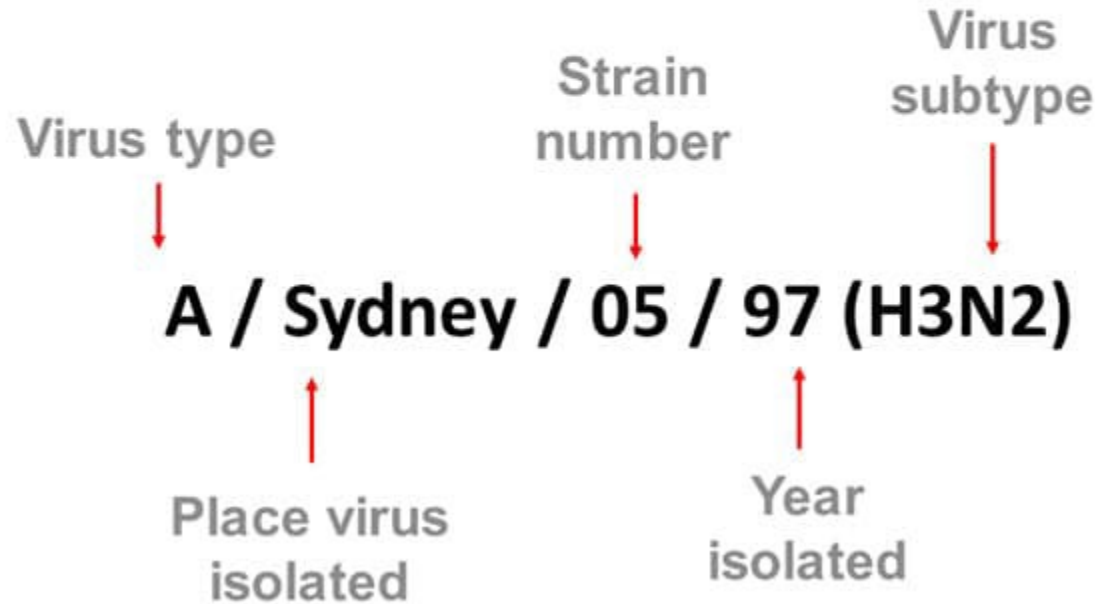 Virus
subtype
Strain
number
Virus type
A / Sydney / 05 / 97 (H3N2)
Place virus
isolated
Year
isolated